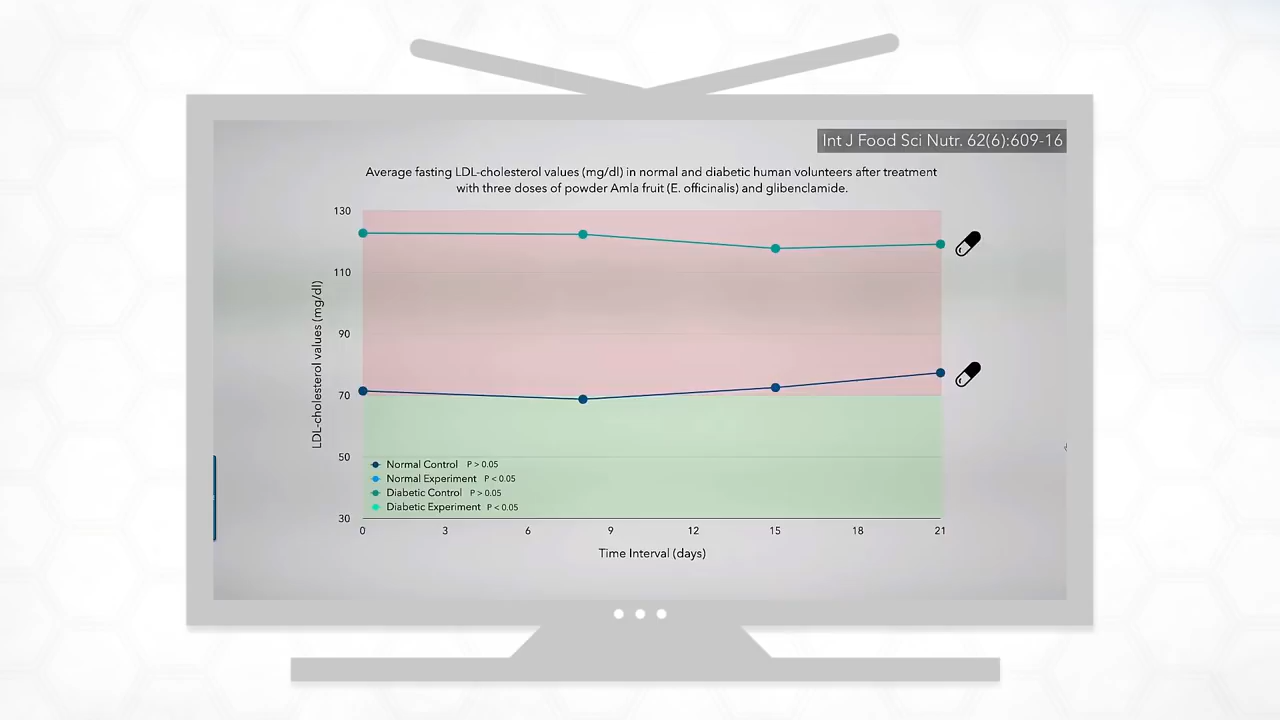 Int J Food Sci Nutr. 62(6):609-16
Average fasting LDL-cholesterol values (mg/dl) in normal and diabetic human volunteers after treatment
with three doses of powder Amla fruit (E. officinalis) and glibenclamide.
130
110
90
70
50
30
LDL-cholesterol values (mg/dl)
Normal Control P > 0.05
Normal Experiment P < 0.05
Diabetic Control P > 0.05
Diabetic Experiment P < 0.05
0 3 6 9 12 15 18 21
Time Interval (days)